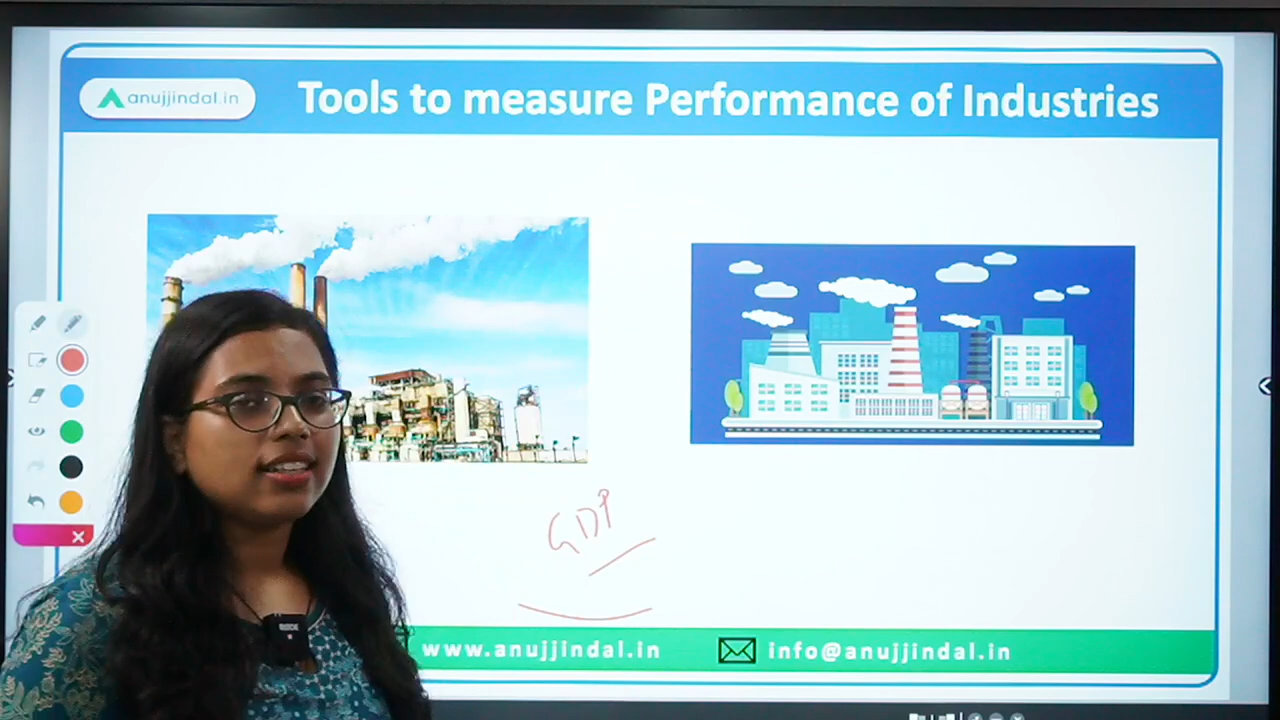 anujjindal.in
Tools to measure Performance of Industries
GDP
www.anujjindal.in
info@anujjindal.in